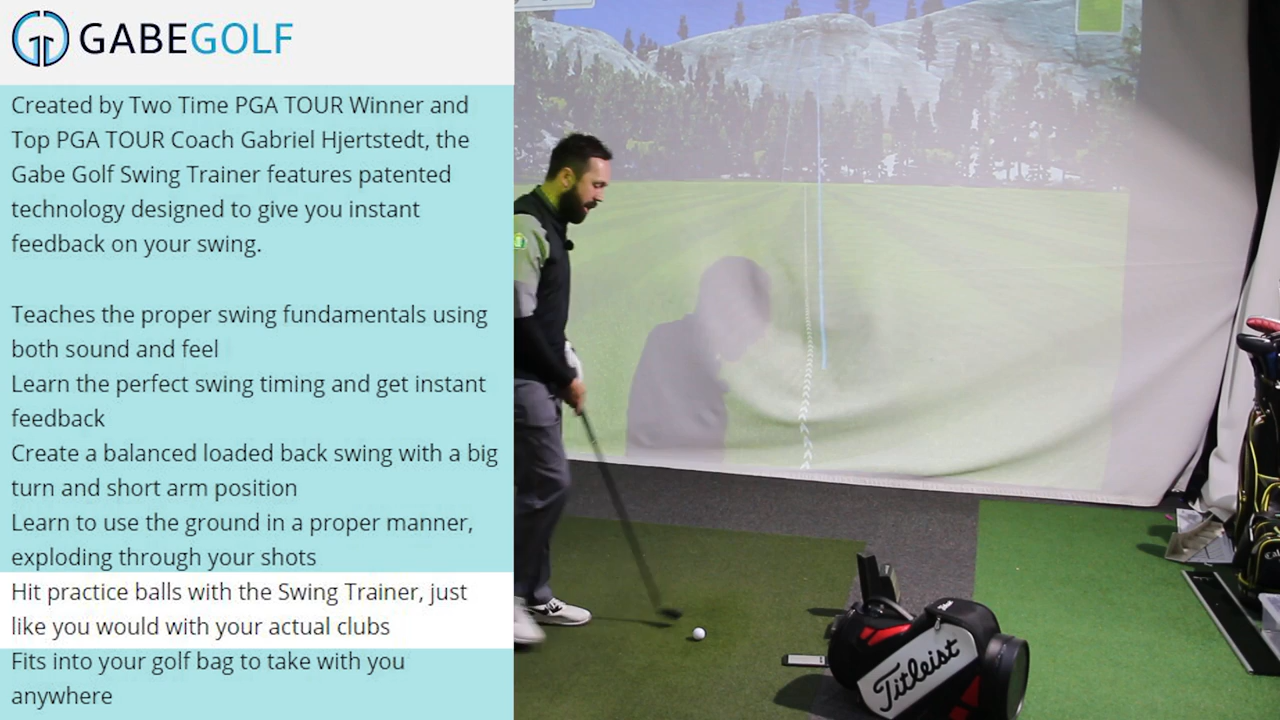 GABEGOLF
Created by Two Time PGA TOUR Winner and
Top PGA TOUR Coach Gabriel Hjertstedt, the
Gabe Golf Swing Trainer features patented
technology designed to give you instant
feedback on your swing.
Teaches the proper swing fundamentals using
both sound and feel
Learn the perfect swing timing and get instant
feedback
Create a balanced loaded back swing with a big
turn and short arm position
Learn to use the ground in a proper manner,
exploding through your shots
Hit practice balls with the Swing Trainer, just
like you would with your actual clubs
Fits into your golf bag to take with you
anywhere
Titleist